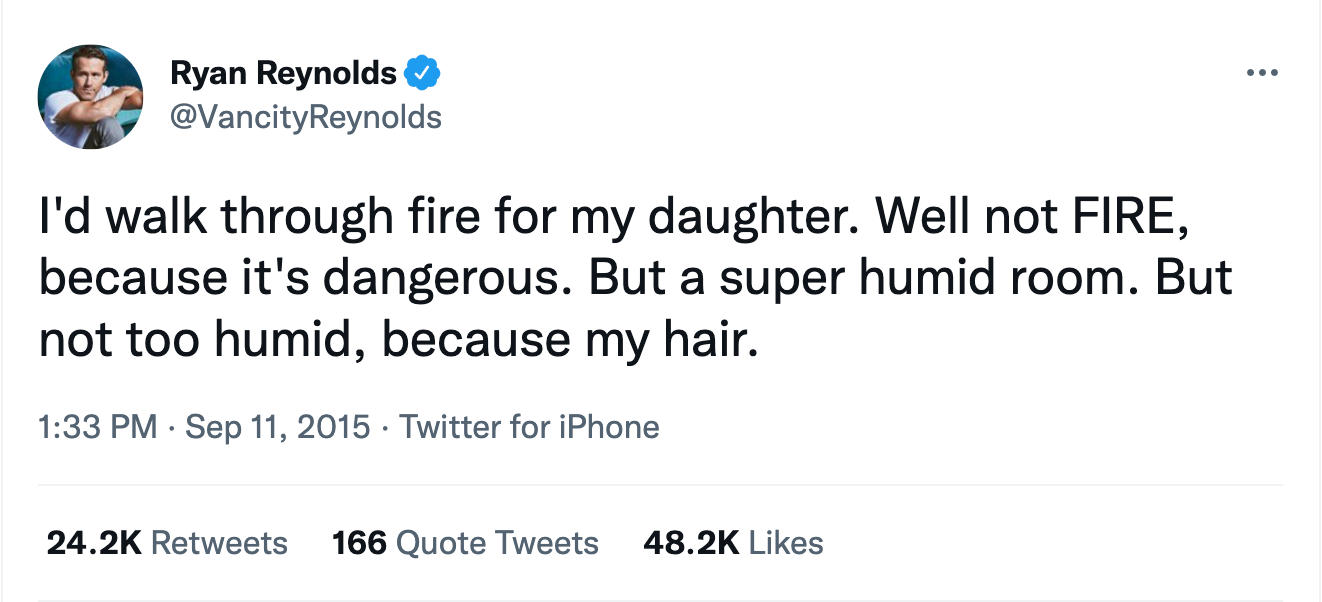 Ryan Reynolds
@VancityReynolds
I'd walk through fire for my daughter. Well not FIRE,
because it's dangerous. But a super humid room. But
not too humid, because my hair.
1:33 PM · Sep 11, 2015 · Twitter for iPhone
24.2K Retweets 166 Quote Tweets 48.2K Likes